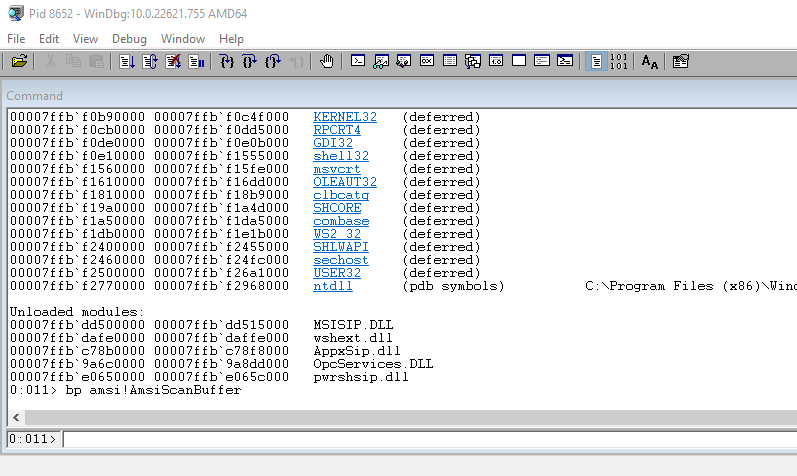 Pid 8652 - WinDbg:10.0.22621.755 AMD64
File Edit View Debug Window Help
Command
00007ffb`f0b90000 00007ffb`f0c4f000 KERNEL32 (deferred)
00007ffb`f0cb0000 00007ffb`f0dd5000 RPCRT4 (deferred)
00007ffb`f0de0000 00007ffb`f0e0b000 GDI32 (deferred)
00007ffb`f0e10000 00007ffb`f1555000 shell32 (deferred)
00007ffb`f1560000 00007ffb`f15fe000 msvcrt (deferred)
00007ffb`f1610000 00007ffb`f16dd000 OLEAUT32 (deferred)
00007ffb`f1810000 00007ffb`f18b9000 clbcatq (deferred)
00007ffb`f19a0000 00007ffb`f1a4d000 SHCORE (deferred)
00007ffb`f1a50000 00007ffb`f1da5000 combase (deferred)
00007ffb`f1db0000 00007ffb`f1e1b000 WS2_32 (deferred)
00007ffb`f2400000 00007ffb`f2455000 SHLWAPI (deferred)
00007ffb`f2460000 00007ffb`f24fc000 sechost (deferred)
00007ffb`f2500000 00007ffb`f26a1000 USER32 (deferred)
00007ffb`f2770000 00007ffb`f2968000 ntdll (pdb symbols) C:\Program Files (x86)\Wind
Unloaded modules:
00007ffb`dd500000 00007ffb`dd515000 MSISIP.DLL
00007ffb`dafe0000 00007ffb`daffe000 wshext.dll
00007ffb`c78b0000 00007ffb`c78f8000 AppxSip.dll
00007ffb`9a6c0000 00007ffb`9a8dd000 OpcServices.DLL
00007ffb`e0650000 00007ffb`e065c000 pwrshsip.dll
0:011> bp amsi!AmsiScanBuffer
0:011>